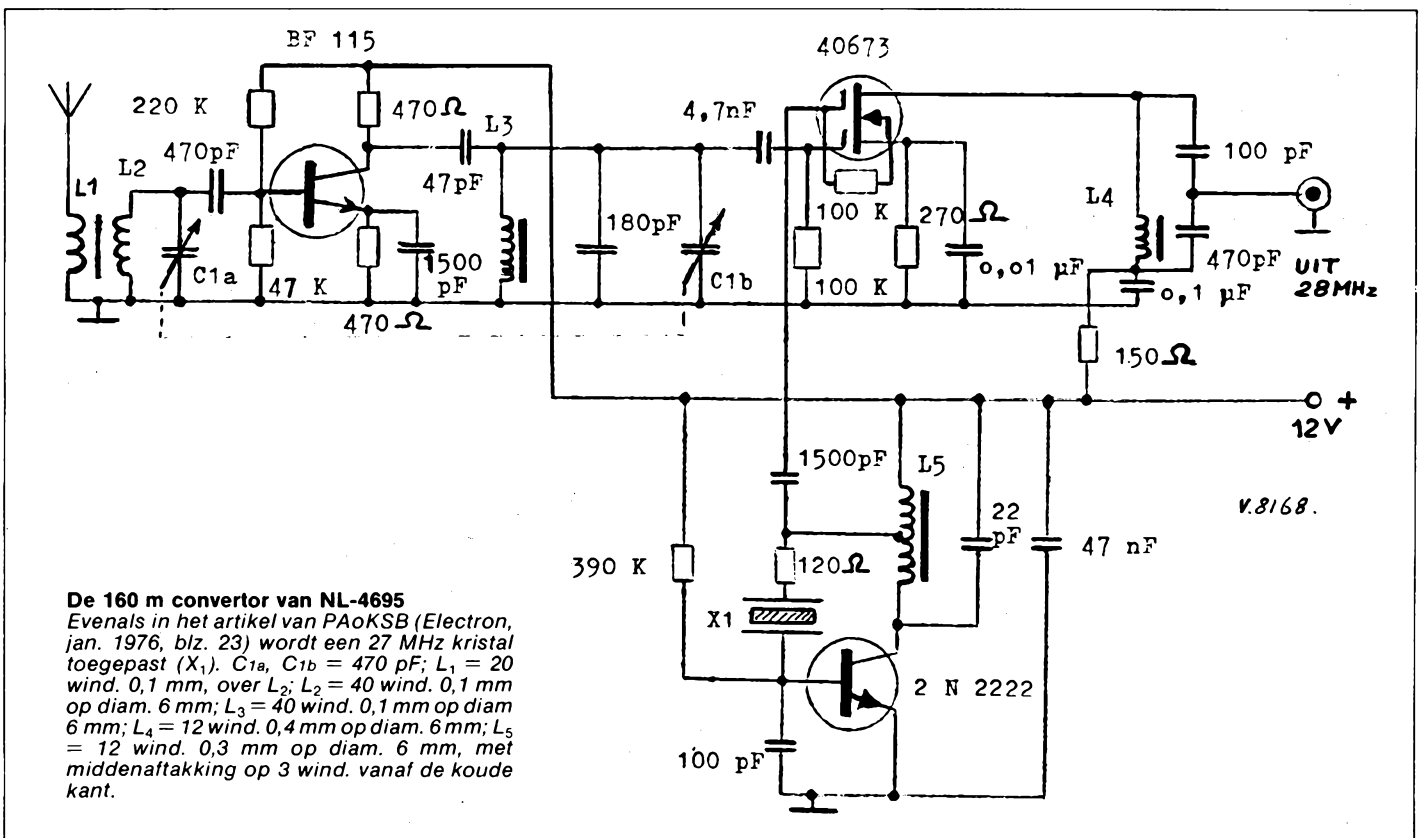 BF 115
40673
220 K
470Ω
L3
4,7nF
470pF
L1
L2
47pF
100 pF
100 K
270Ω
L4
C1a
1500
pF
180pF
C1b
470pF
47 K
100 K
0,01 µF
0,1 µF
UIT
28MHz
470Ω
150Ω
+
12V
1500pF
L5
V.8168.
22
pF
47 nF
390 K
120Ω
X1
2 N 2222
100 pF
De 160 m convertor van NL-4695
Evenals in het artikel van PAoKSB (Electron,
jan. 1976, blz. 23) wordt een 27 MHz kristal
toegepast (X₁). C1a, C1b = 470 pF; L₁ = 20
wind. 0,1 mm, over L₂; L₂ = 40 wind. 0,1 mm
op diam. 6 mm; L₃ = 40 wind. 0,1 mm op diam
6 mm; L₄ = 12 wind. 0,4 mm op diam. 6 mm; L₅
= 12 wind. 0,3 mm op diam. 6 mm, met
middenaftakking op 3 wind. vanaf de koude
kant.